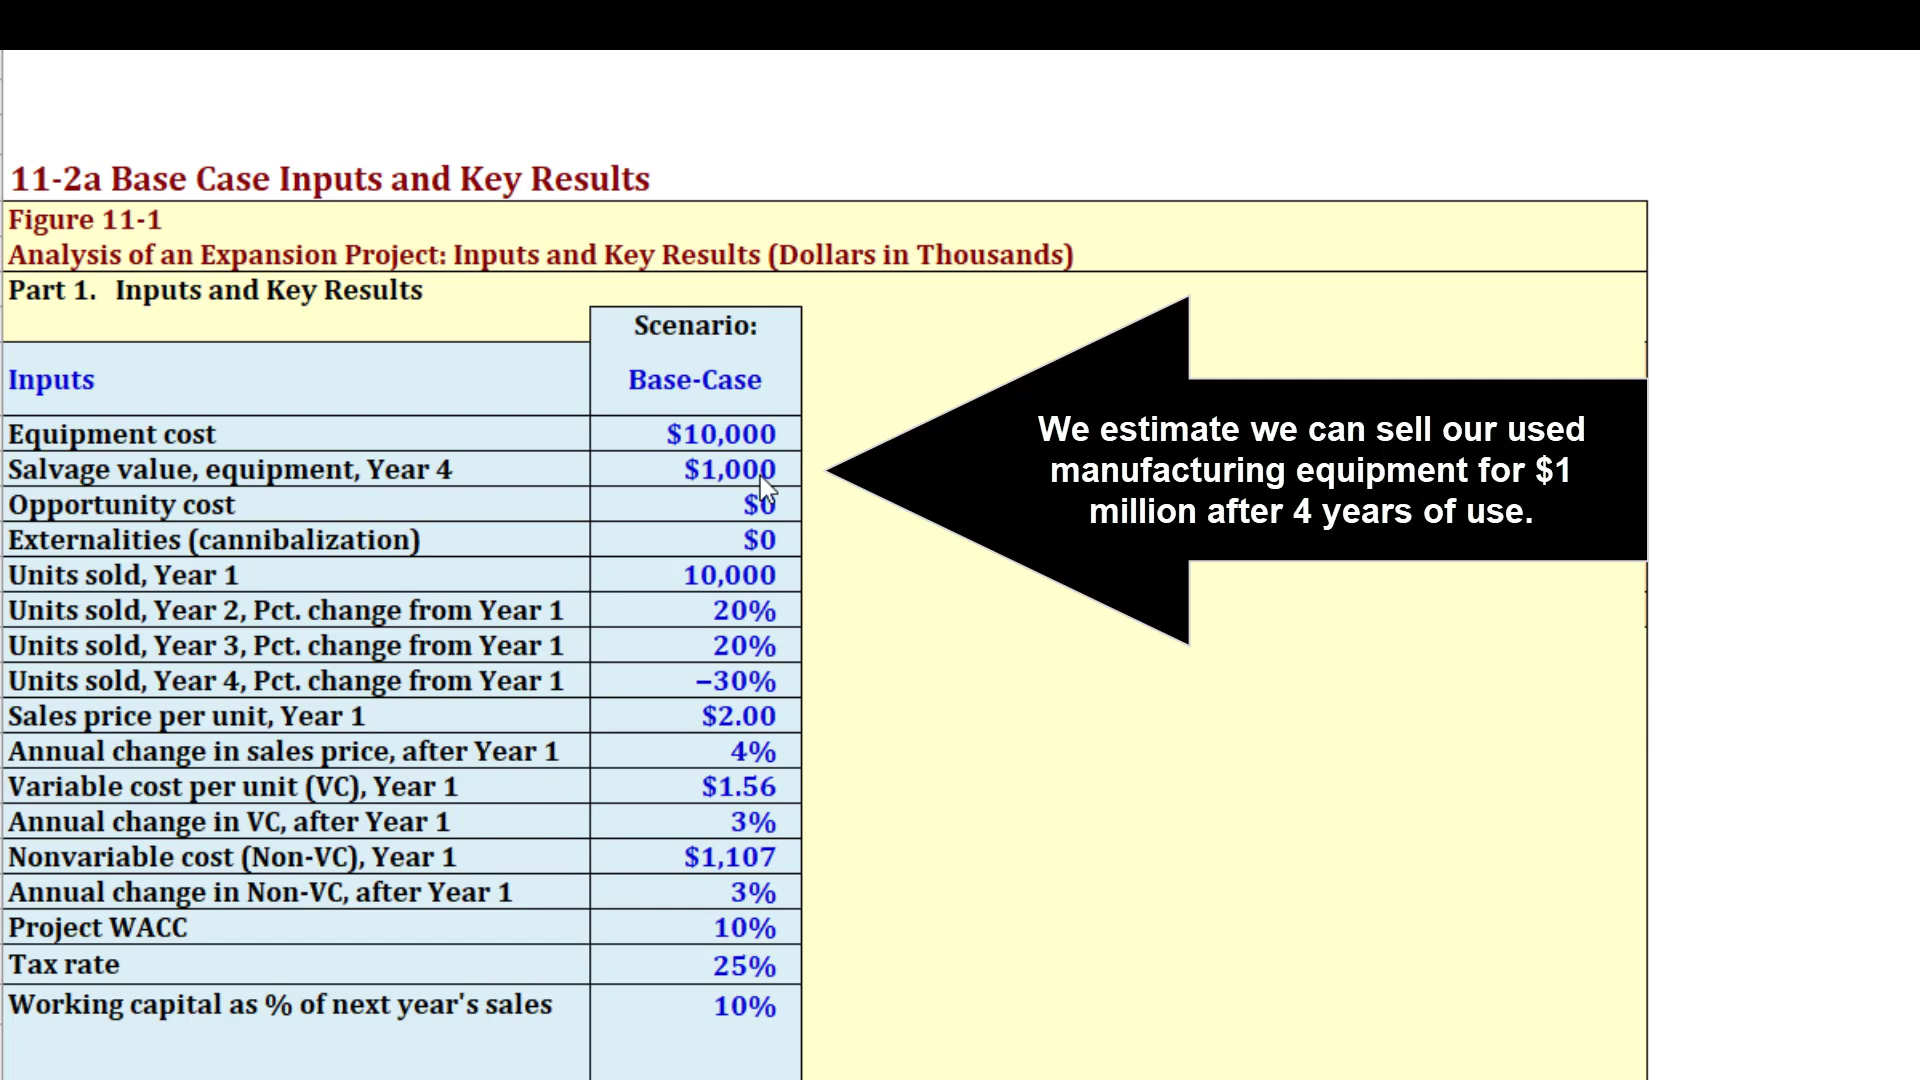 11-2a Base Case Inputs and Key Results
Figure 11-1
Analysis of an Expansion Project: Inputs and Key Results (Dollars in Thousands)
Part 1. Inputs and Key Results
Scenario:
Inputs Base-Case
Equipment cost $10,000
Salvage value, equipment, Year 4 $1,000
Opportunity cost $0
Externalities (cannibalization) $0
Units sold, Year 1 10,000
Units sold, Year 2, Pct. change from Year 1 20%
Units sold, Year 3, Pct. change from Year 1 20%
Units sold, Year 4, Pct. change from Year 1 –30%
Sales price per unit, Year 1 $2.00
Annual change in sales price, after Year 1 4%
Variable cost per unit (VC), Year 1 $1.56
Annual change in VC, after Year 1 3%
Nonvariable cost (Non-VC), Year 1 $1,107
Annual change in Non-VC, after Year 1 3%
Project WACC 10%
Tax rate 25%
Working capital as % of next year's sales 10%
We estimate we can sell our used
manufacturing equipment for $1
million after 4 years of use.